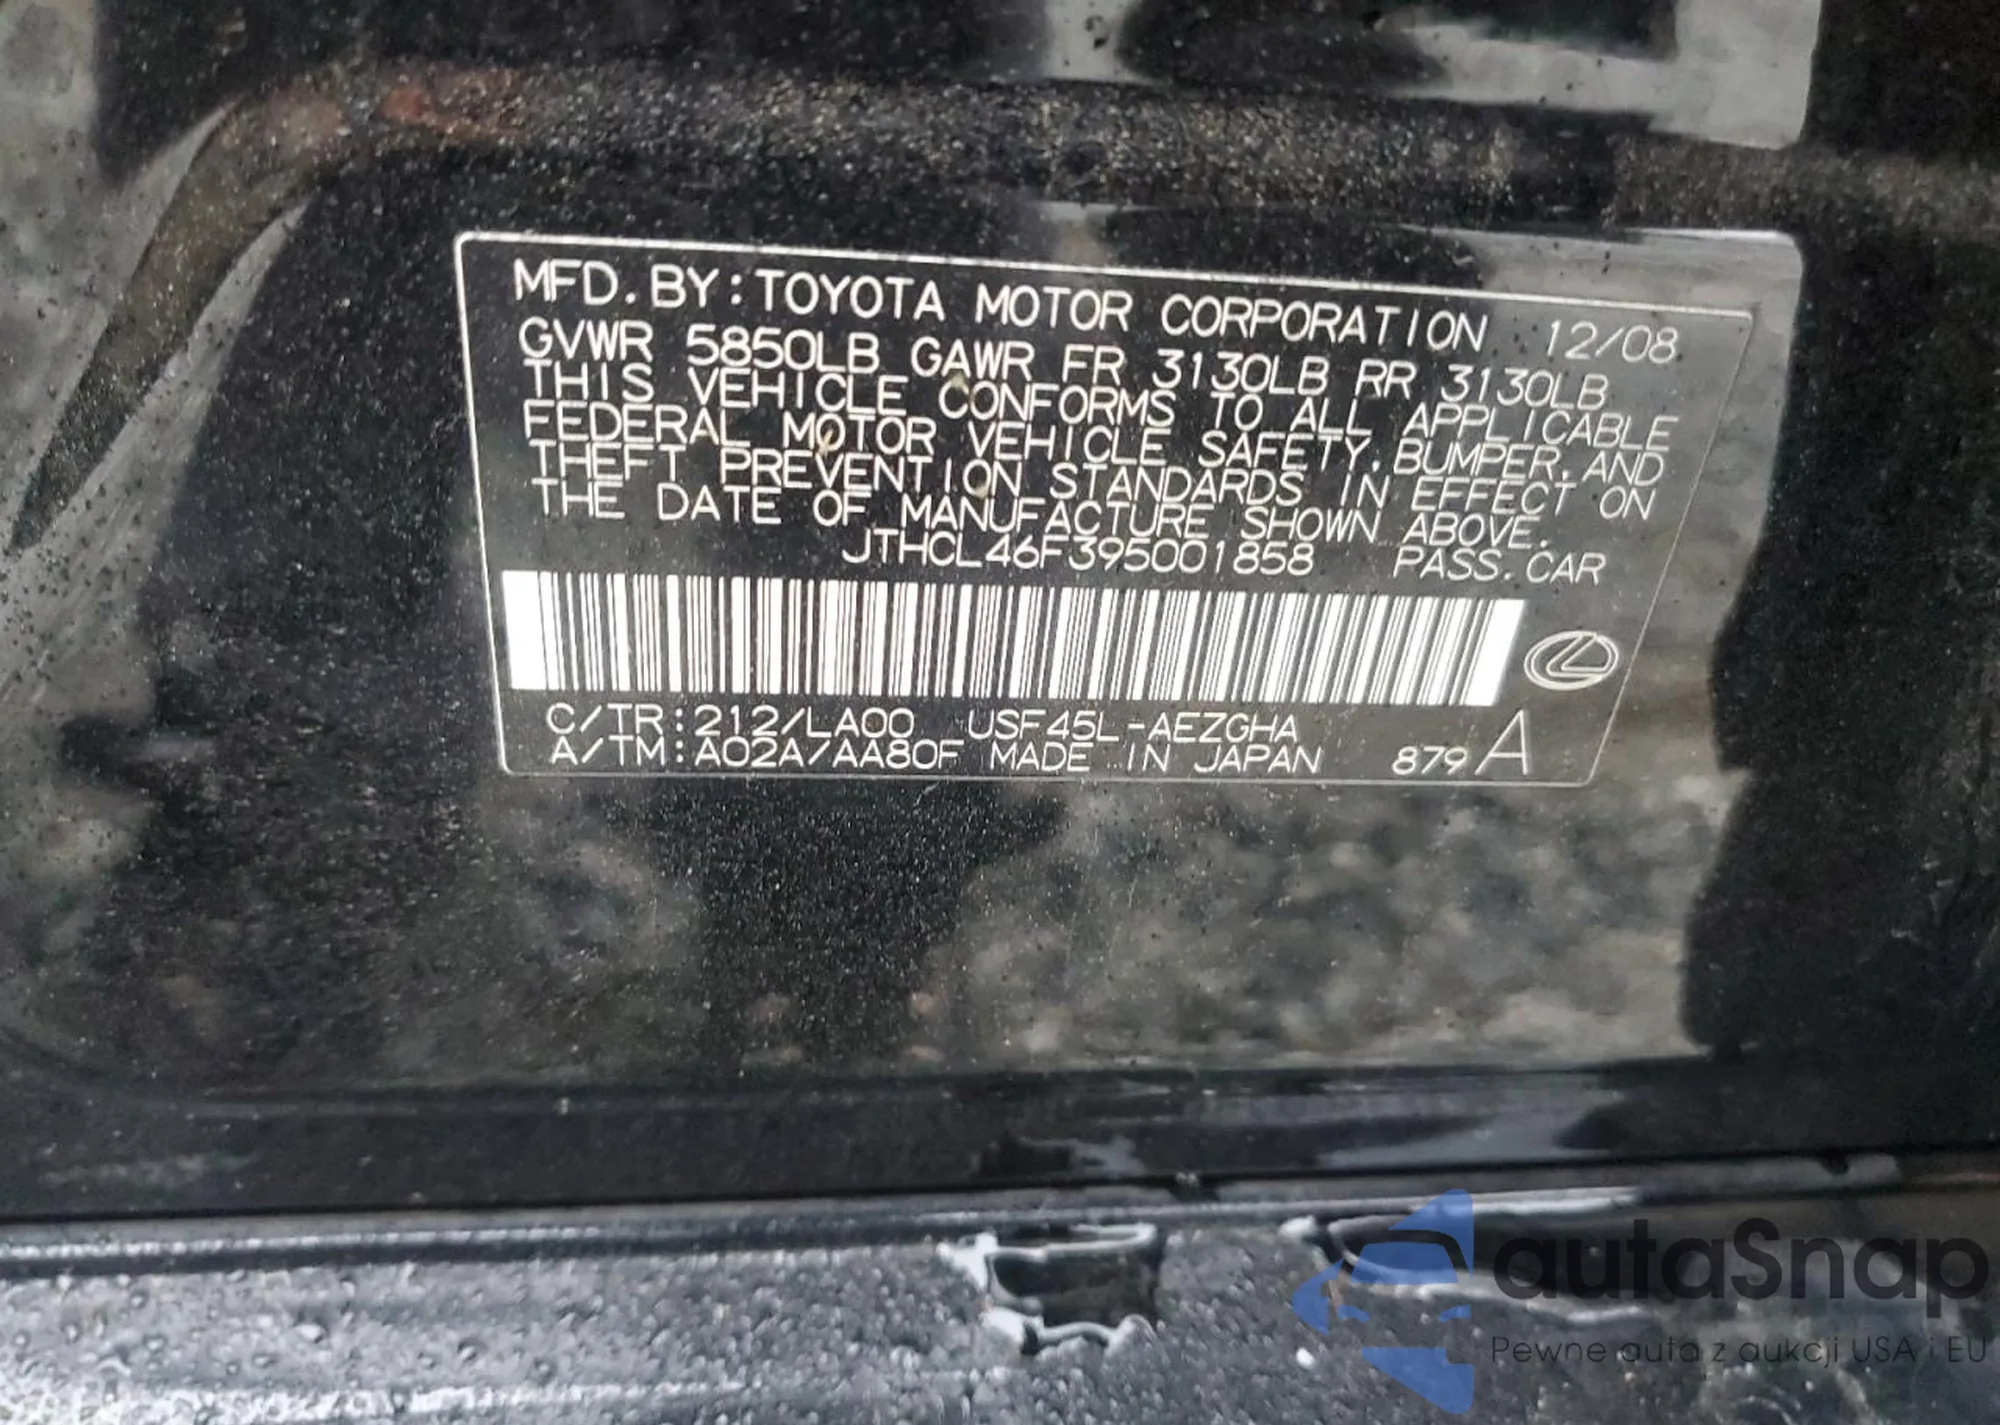 MFD. BY: TOYOTA MOTOR CORPORATION 12/08
GVWR 5850LB GAWR FR 3130LB RR 3130LB
THIS VEHICLE CONFORMS TO ALL APPLICABLE
FEDERAL MOTOR VEHICLE SAFETY, BUMPER, AND
THEFT PREVENTION STANDARDS IN EFFECT ON
THE DATE OF MANUFACTURE SHOWN ABOVE.
JTHCL46F395001858 PASS. CAR
C/TR: 212/LA00 USF45L-AEZGHA
A/TM: A02A/AA80F MADE IN JAPAN 879 A
autaSnap
Pewne auta z aukcji USA i EU